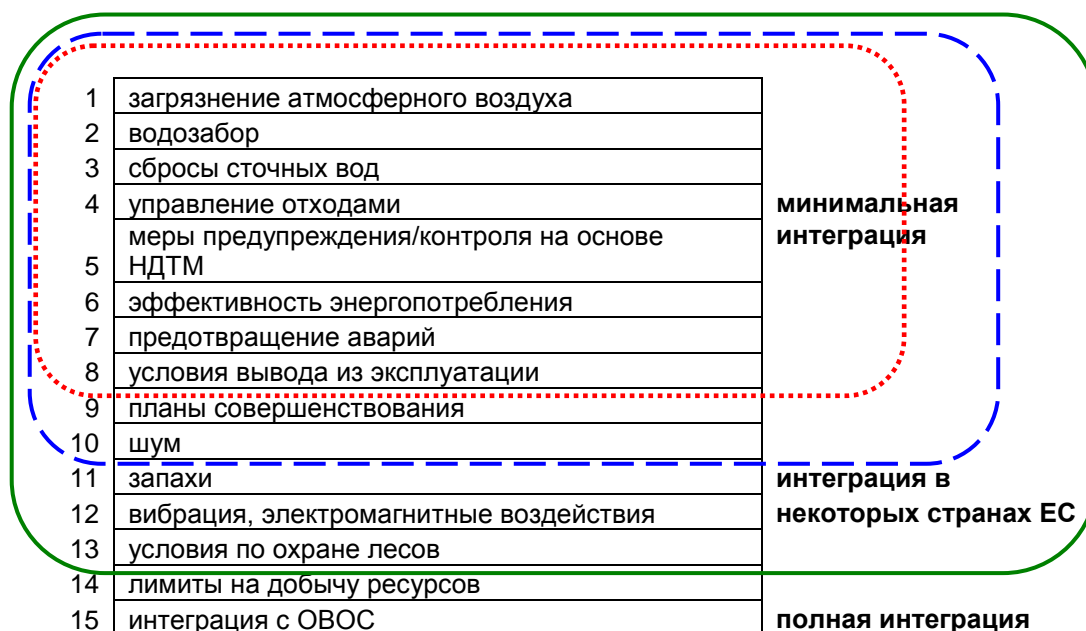 1 загрязнение атмосферного воздуха
2 водозабор
3 сбросы сточных вод
4 управление отходами минимальная
меры предупреждения/контроля на основе интеграция
5 НДТМ
6 эффективность энергопотребления
7 предотвращение аварий
8 условия вывода из эксплуатации
9 планы совершенствования
10 шум
11 запахи интеграция в
12 вибрация, электромагнитные воздействия некоторых странах ЕС
13 условия по охране лесов
14 лимиты на добычу ресурсов
15 интеграция с ОВОС полная интеграция